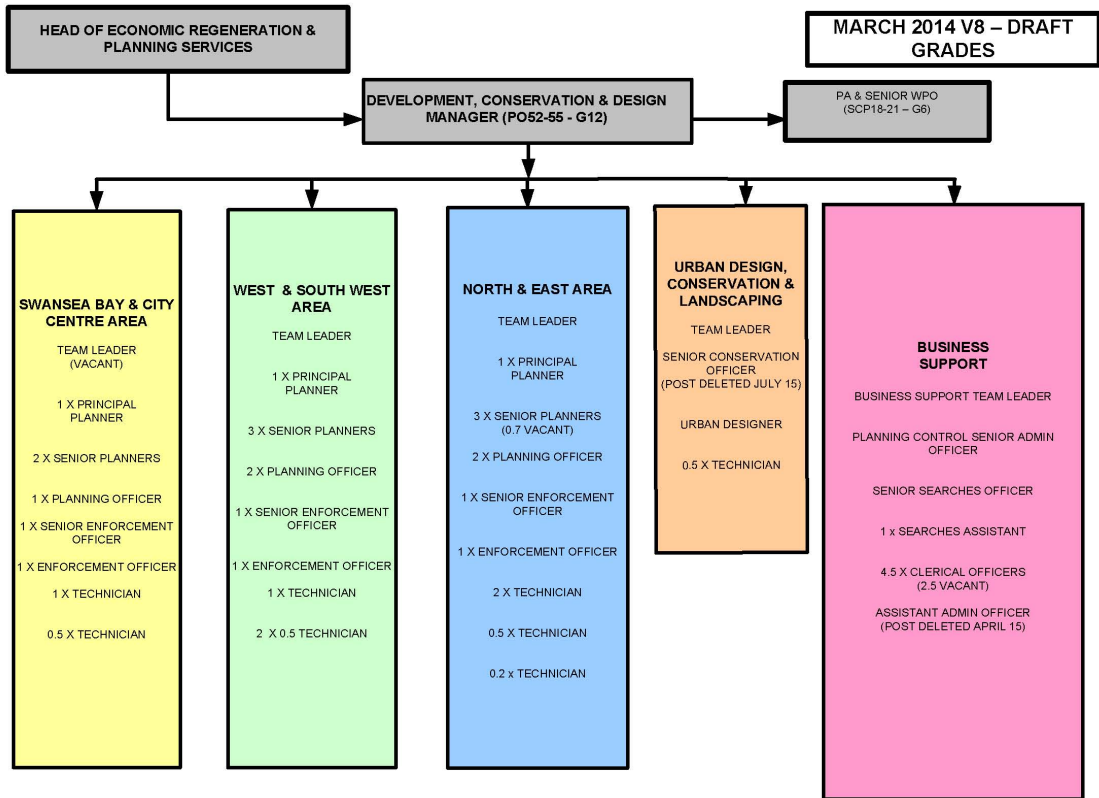 HEAD OF ECONOMIC REGENERATION &
PLANNING SERVICES
MARCH 2014 V8 – DRAFT
GRADES
DEVELOPMENT, CONSERVATION & DESIGN
MANAGER (PO52-55 - G12)
PA & SENIOR WPO
(SCP18-21 – G6)
SWANSEA BAY & CITY
CENTRE AREA
TEAM LEADER
(VACANT)
1 X PRINCIPAL
PLANNER
2 X SENIOR PLANNERS
1 X PLANNING OFFICER
1 X SENIOR ENFORCEMENT
OFFICER
1 X ENFORCEMENT OFFICER
1 X TECHNICIAN
0.5 X TECHNICIAN
WEST & SOUTH WEST
AREA
TEAM LEADER
1 X PRINCIPAL
PLANNER
3 X SENIOR PLANNERS
2 X PLANNING OFFICER
1 X SENIOR ENFORCEMENT
OFFICER
1 X ENFORCEMENT OFFICER
1 X TECHNICIAN
2 X 0.5 TECHNICIAN
NORTH & EAST AREA
TEAM LEADER
1 X PRINCIPAL
PLANNER
3 X SENIOR PLANNERS
(0.7 VACANT)
2 X PLANNING OFFICER
1 X SENIOR ENFORCEMENT
OFFICER
1 X ENFORCEMENT OFFICER
2 X TECHNICIAN
0.5 X TECHNICIAN
0.2 x TECHNICIAN
URBAN DESIGN,
CONSERVATION &
LANDSCAPING
TEAM LEADER
SENIOR CONSERVATION
OFFICER
(POST DELETED JULY 15)
URBAN DESIGNER
0.5 X TECHNICIAN
BUSINESS
SUPPORT
BUSINESS SUPPORT TEAM LEADER
PLANNING CONTROL SENIOR ADMIN
OFFICER
SENIOR SEARCHES OFFICER
1 x SEARCHES ASSISTANT
4.5 X CLERICAL OFFICERS
(2.5 VACANT)
ASSISTANT ADMIN OFFICER
(POST DELETED APRIL 15)